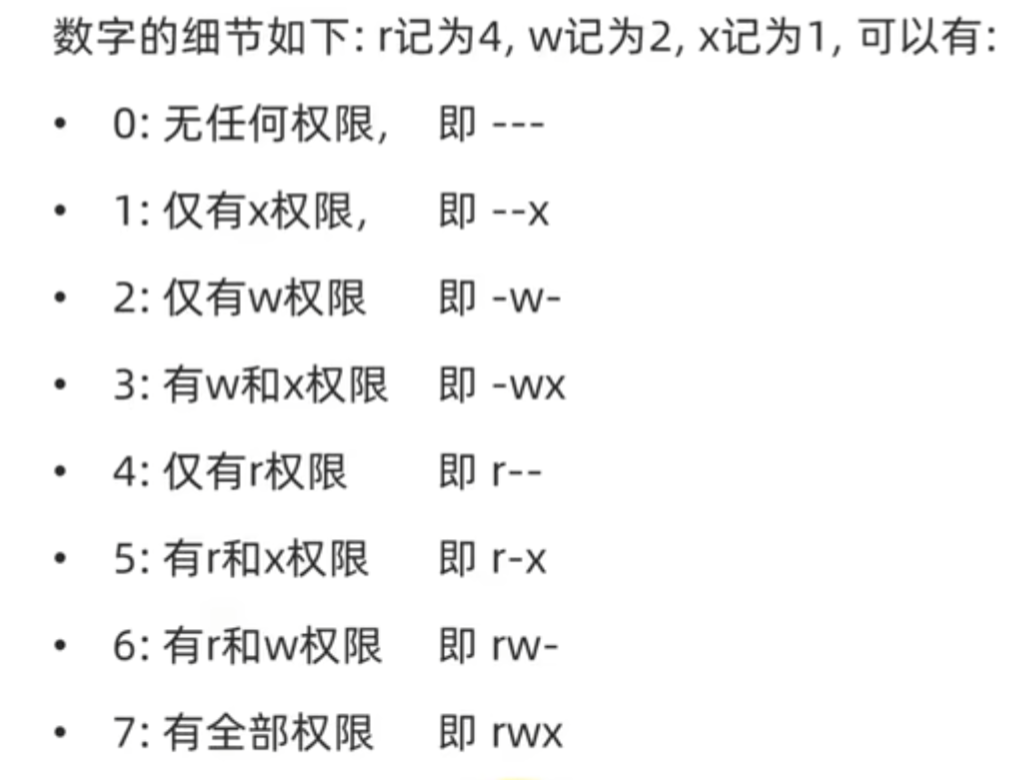 数字的细节如下: r记为4, w记为2, x记为1, 可以有:
• 0: 无任何权限, 即 ---
• 1: 仅有x权限, 即 --x
• 2: 仅有w权限 即 -w-
• 3: 有w和x权限 即 -wx
• 4: 仅有r权限 即 r--
• 5: 有r和x权限 即 r-x
• 6: 有r和w权限 即 rw-
• 7: 有全部权限 即 rwx